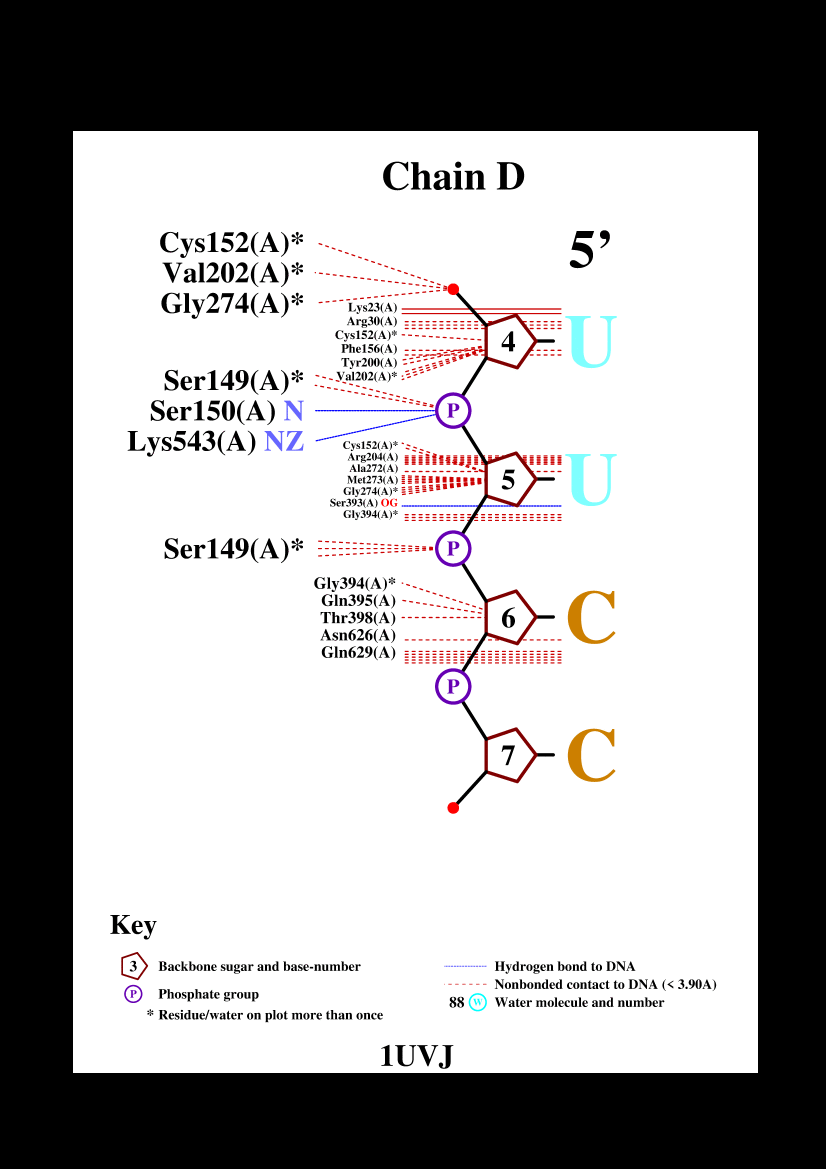 Chain D
5’
Cys152(A)*
Val202(A)*
Gly274(A)*
Lys23(A)
Arg30(A)
Cys152(A)*
Phe156(A)
Tyr200(A)
Val202(A)*
4
U
Ser149(A)*
Ser150(A) N
Lys543(A) NZ
P
Cys152(A)*
Arg204(A)
Ala272(A)
Met273(A)
Gly274(A)*
Ser393(A) OG
Gly394(A)*
5
U
Ser149(A)*
P
Gly394(A)*
Gln395(A)
Thr398(A)
Asn626(A)
Gln629(A)
6
C
P
7
C
Key
3 Backbone sugar and base-number
P Phosphate group
* Residue/water on plot more than once
Hydrogen bond to DNA
Nonbonded contact to DNA (< 3.90A)
88 W Water molecule and number
1UVJ